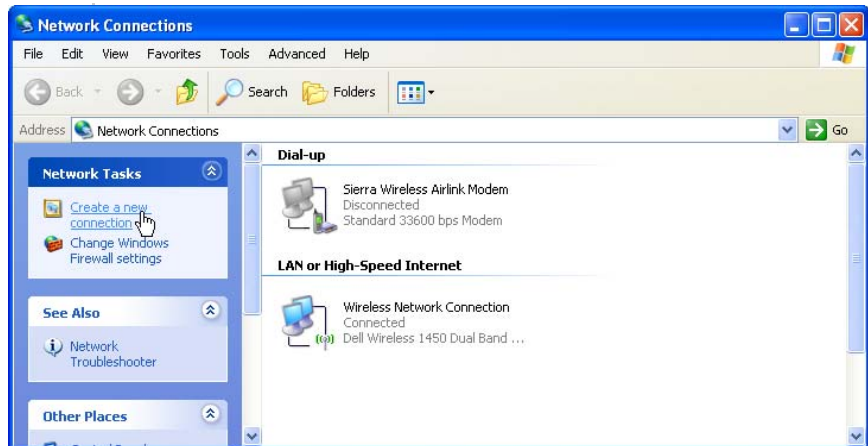 Network Connections
File Edit View Favorites Tools Advanced Help
Back Search Folders
Address Network Connections Go
Network Tasks
Create a new
connection
Change Windows
Firewall settings
See Also
Network
Troubleshooter
Other Places
Dial-up
Sierra Wireless Airlink Modem
Disconnected
Standard 33600 bps Modem
LAN or High-Speed Internet
Wireless Network Connection
Connected
Dell Wireless 1450 Dual Band ...